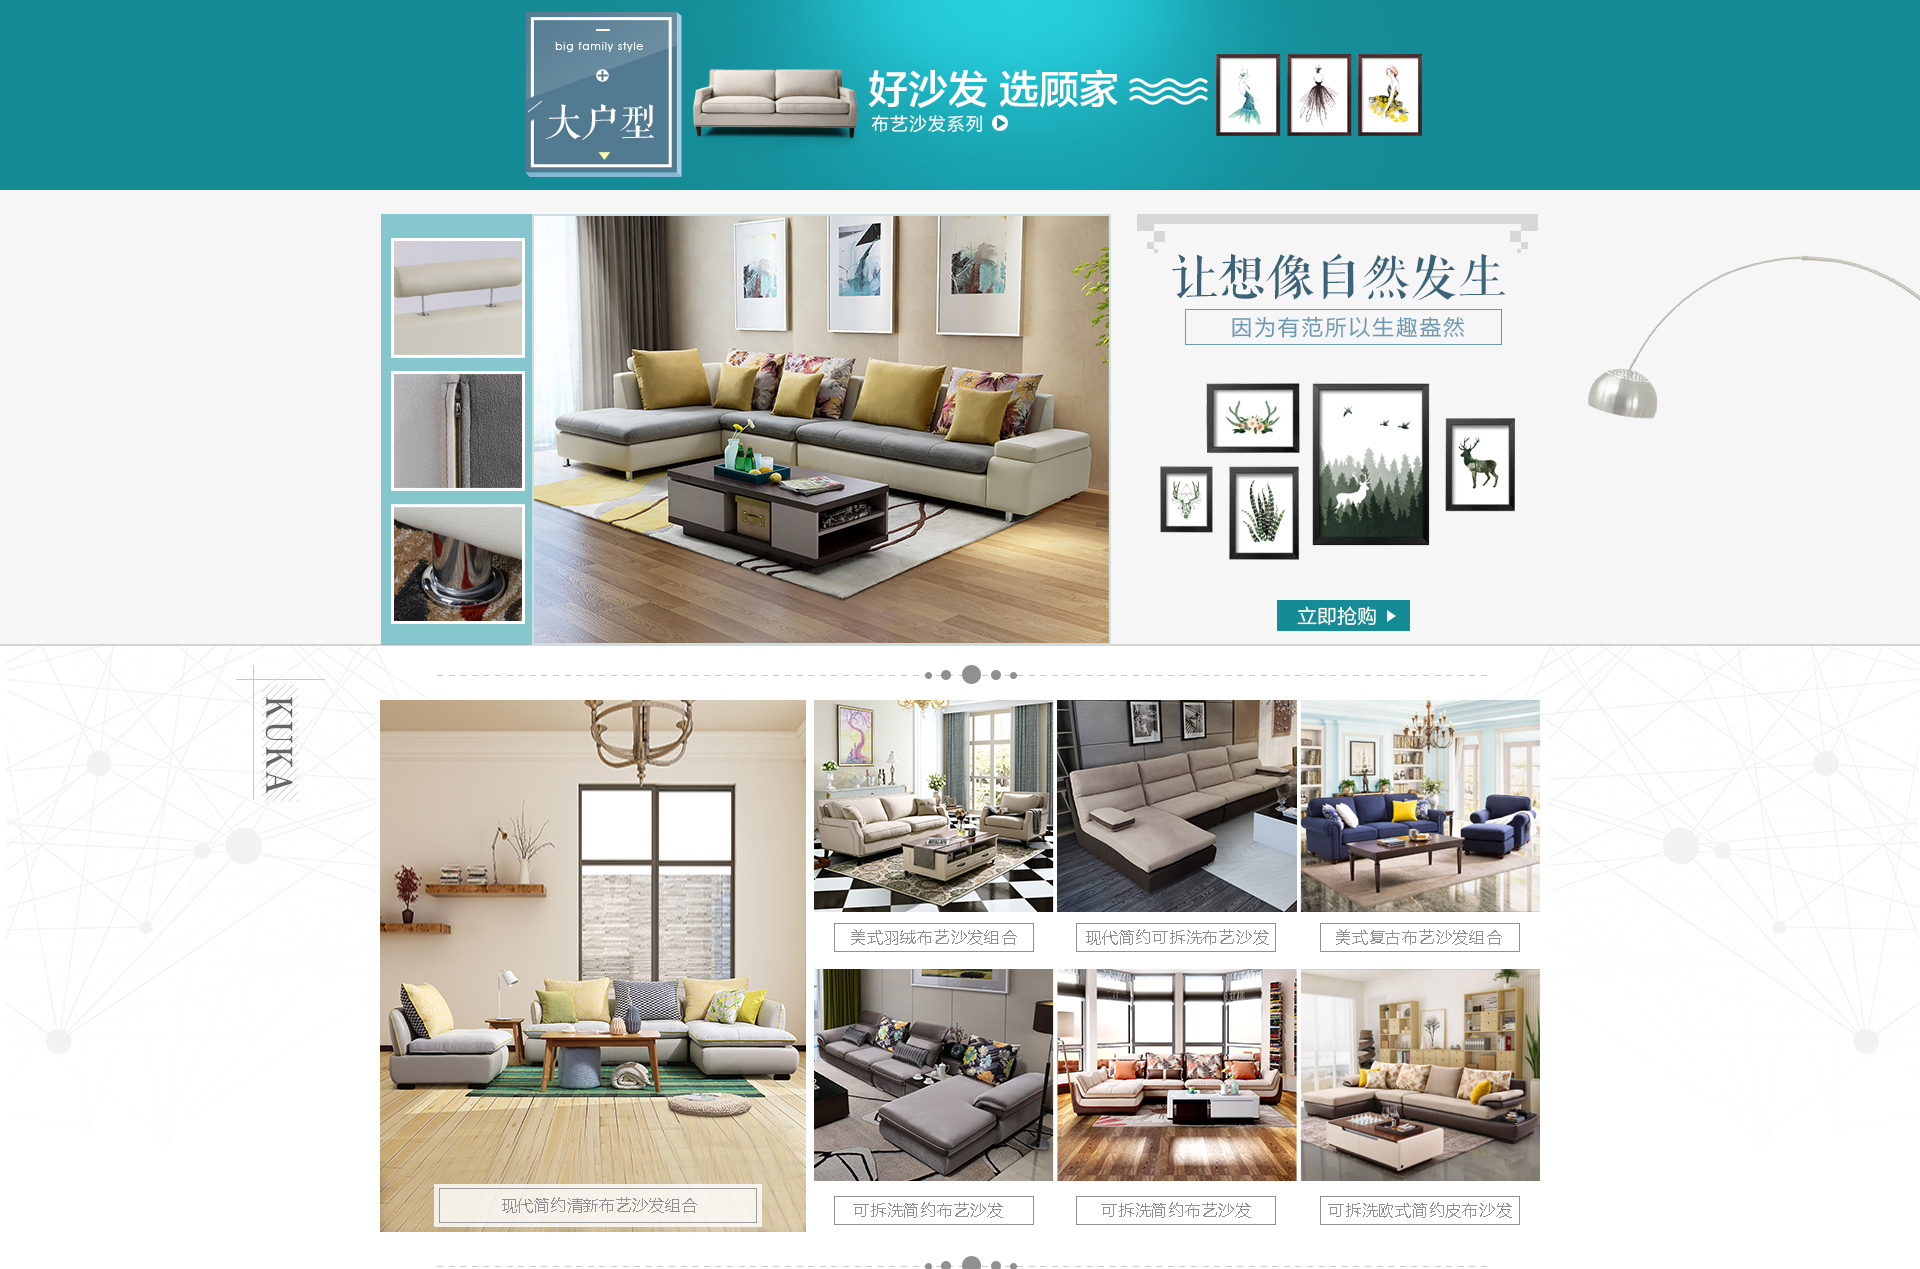 big family style
大户型
好沙发 选顾家
布艺沙发系列
让想像自然发生
因为有范所以生趣盎然
立即抢购
KUKA
美式羽绒布艺沙发组合
现代简约可拆洗布艺沙发
美式复古布艺沙发组合
现代简约清新布艺沙发组合
可拆洗简约布艺沙发
可拆洗简约布艺沙发
可拆洗欧式简约皮布沙发